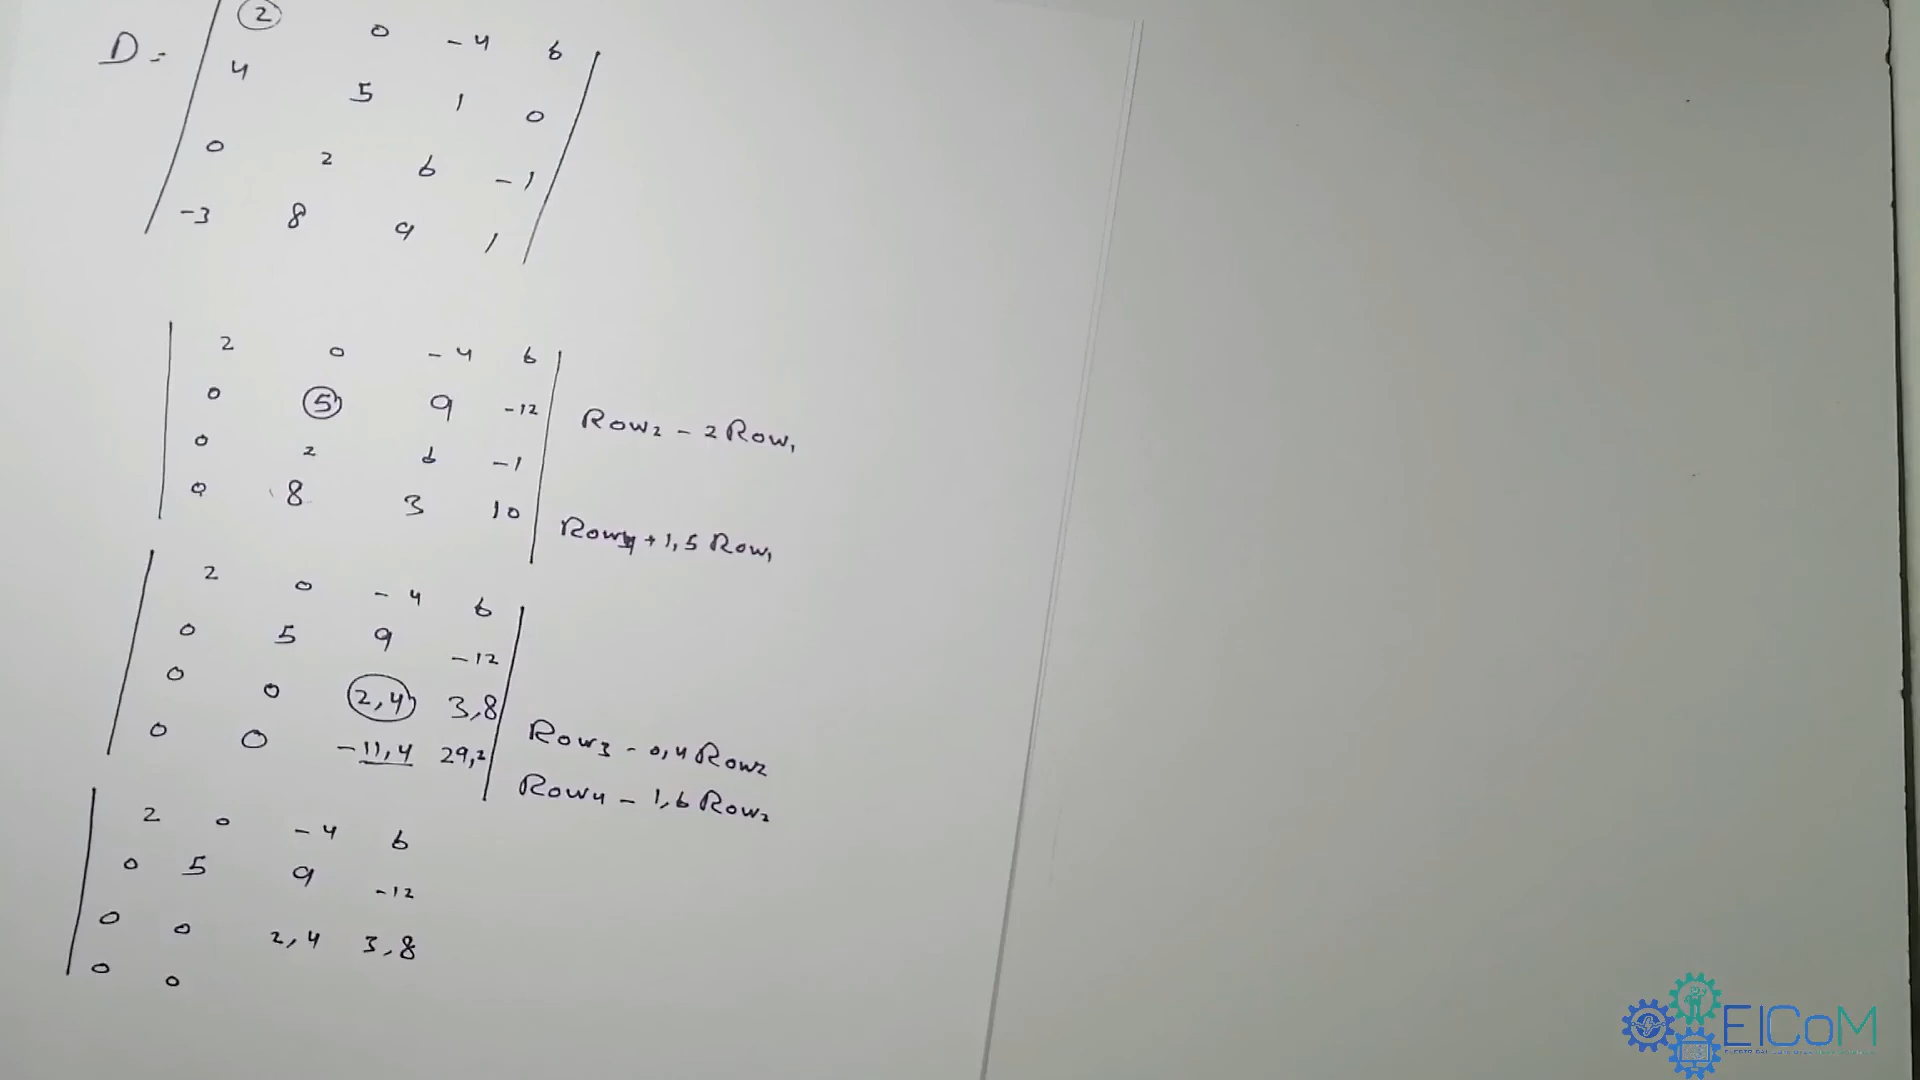 D = 2 0 -4 6
4 5 1 0
0 2 6 -1
-3 8 9 1
2 0 -4 6
0 5 9 -12 Row2 - 2 Row1
0 2 6 -1
0 8 3 10 Row4 + 1,5 Row1
2 0 -4 6
0 5 9 -12
0 0 2,4 3,8 Row3 - 0,4 Row2
0 0 -11,4 29,2 Row4 - 1,6 Row2
2 0 -4 6
0 5 9 -12
0 0 2,4 3,8
0 0
EICoM